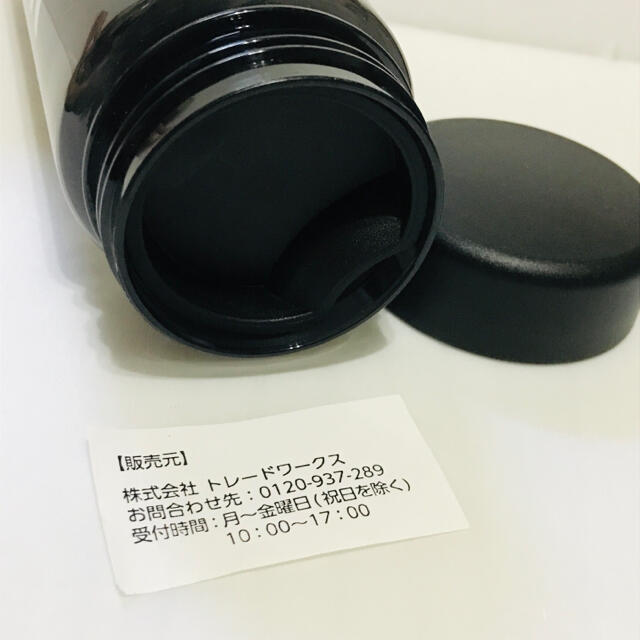 【販売元】
株式会社 トレードワークス
お問合わせ先：0120-937-289
受付時間：月～金曜日(祝日を除く)
10：00～17：00